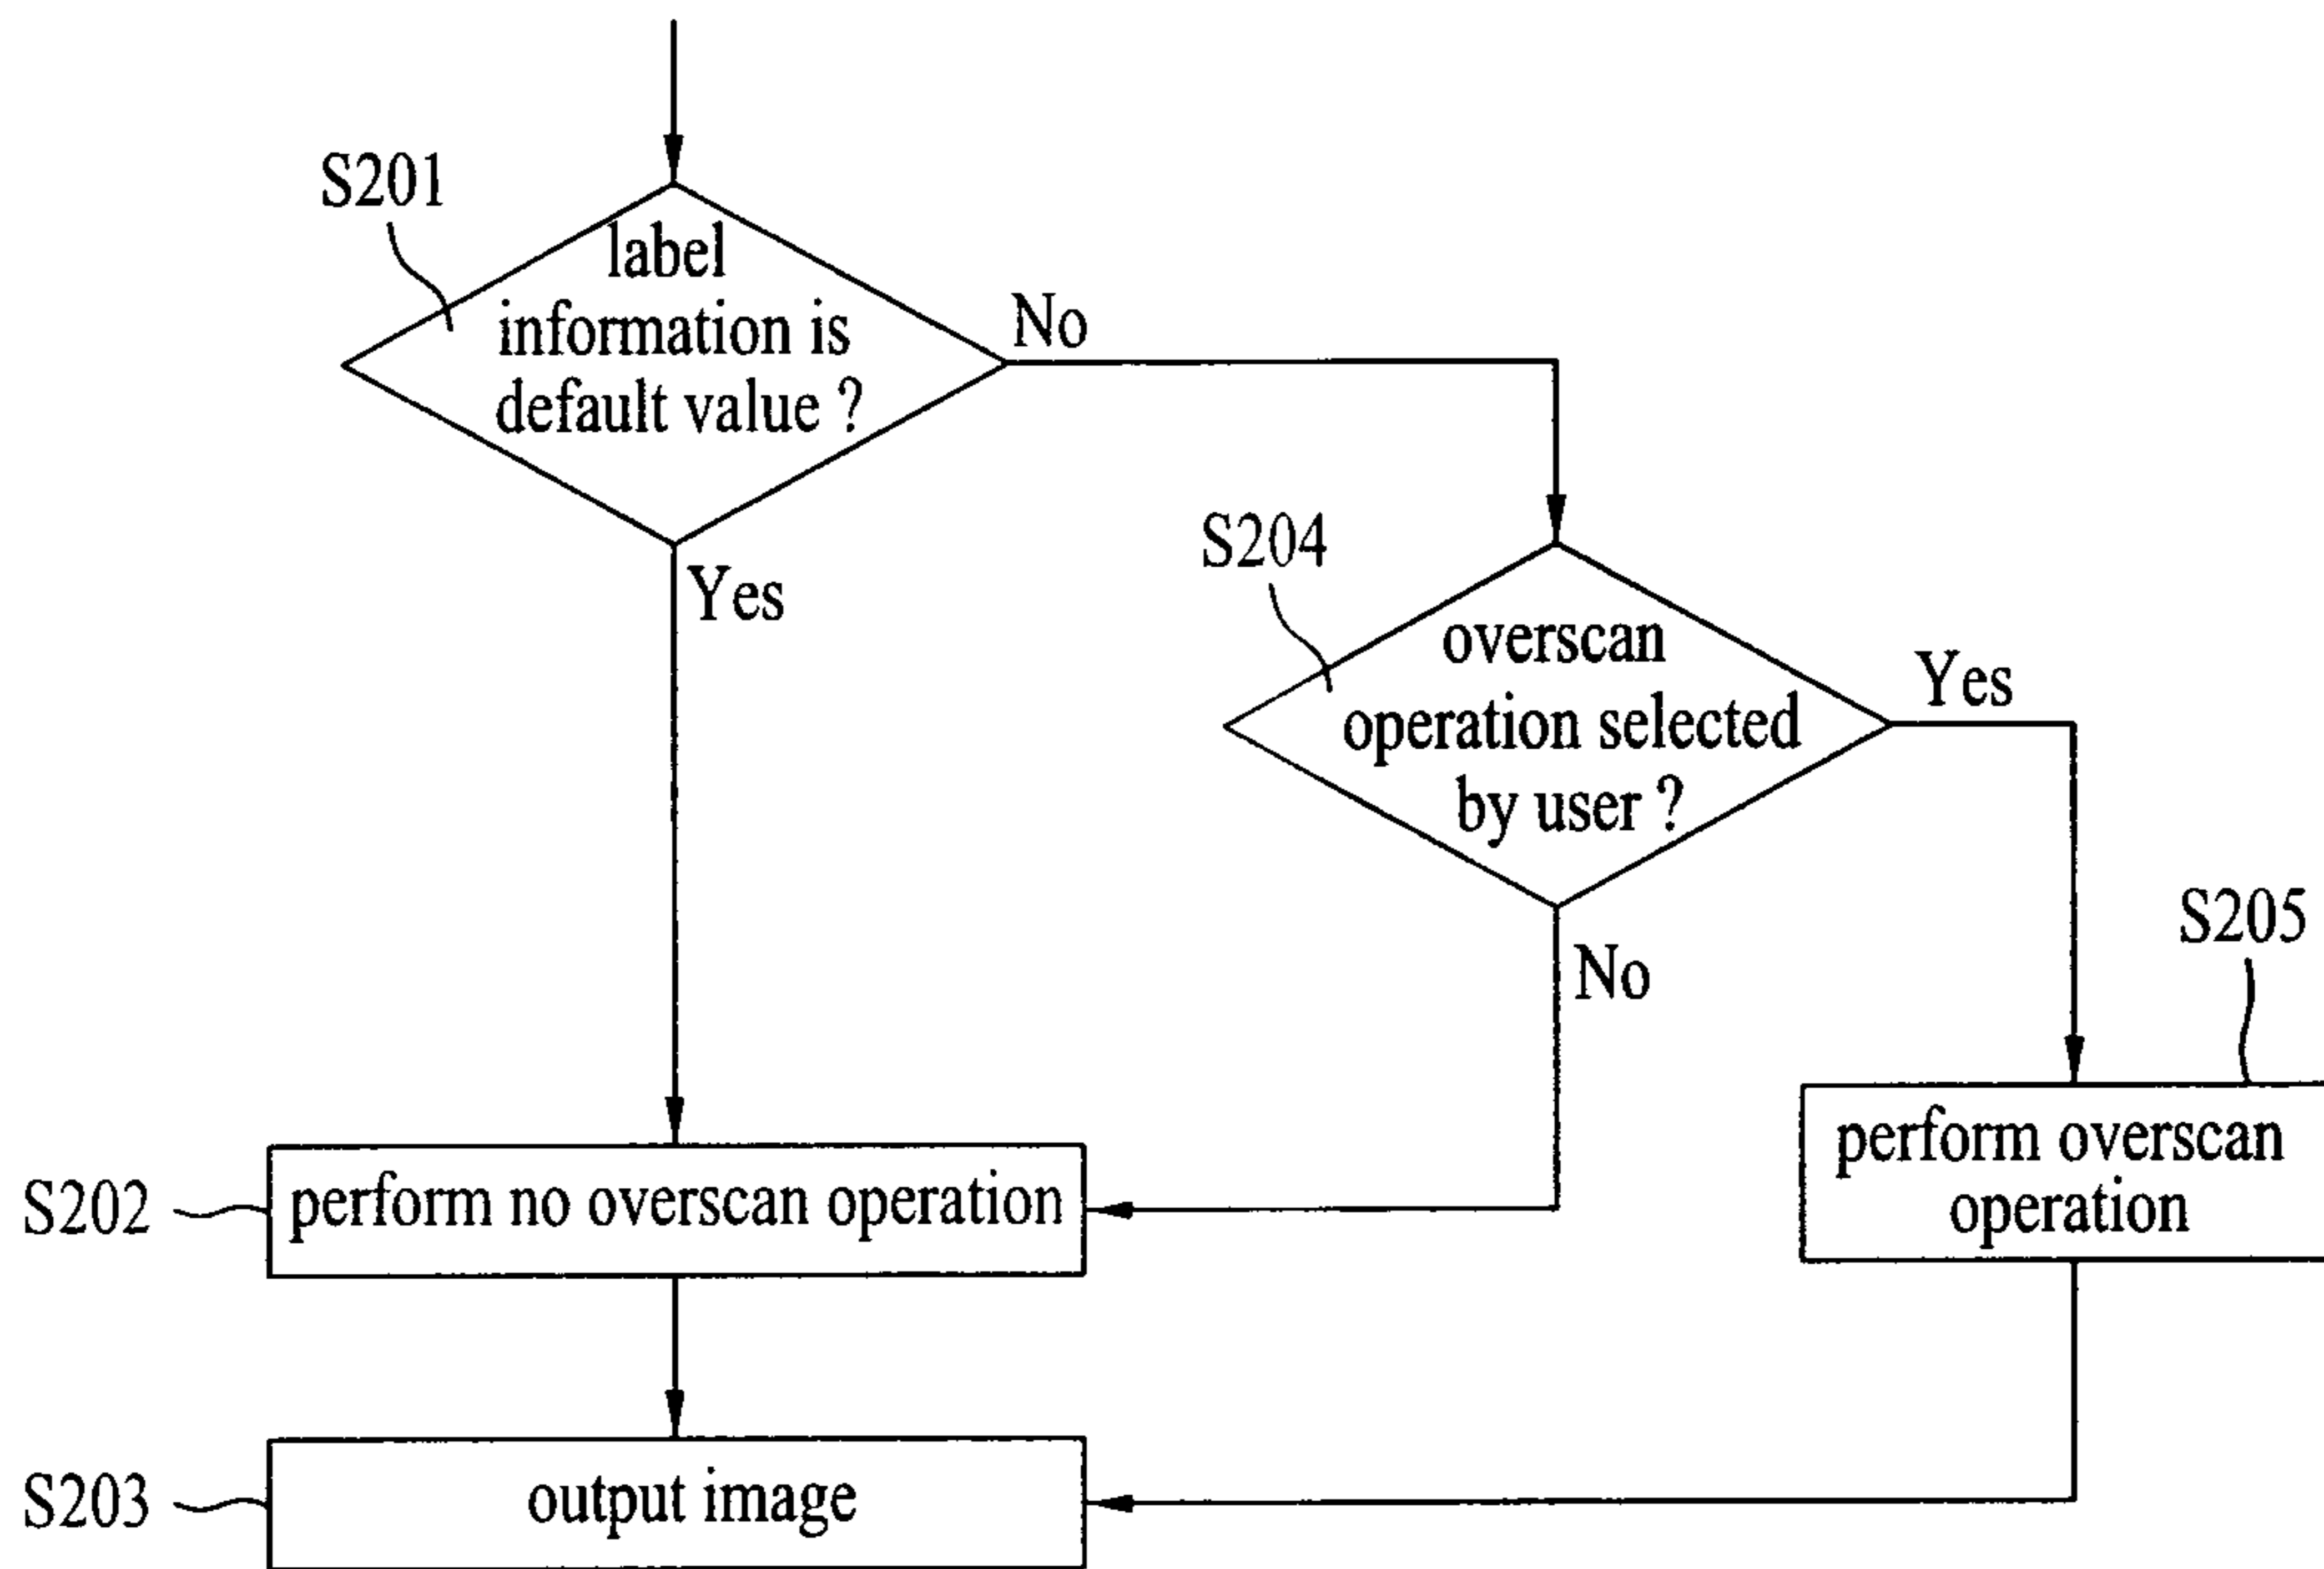 S201
label
information is
default value ?
No
Yes
S204
overscan
operation selected
by user ?
Yes
No
S205
perform overscan
operation
S202
perform no overscan operation
S203
output image